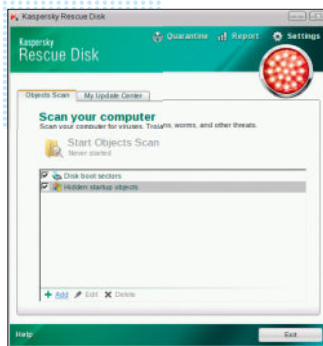 Kaspersky Rescue Disk
Kaspersky
Rescue Disk
Quarantine Report Settings
Objects Scan My Update Center
Scan your computer
Scan your computer for viruses. Trojans, worms, and other threats.
Start Objects Scan
Never started
Disk boot sectors
Hidden startup objects
Add Edit Delete
Help Exit